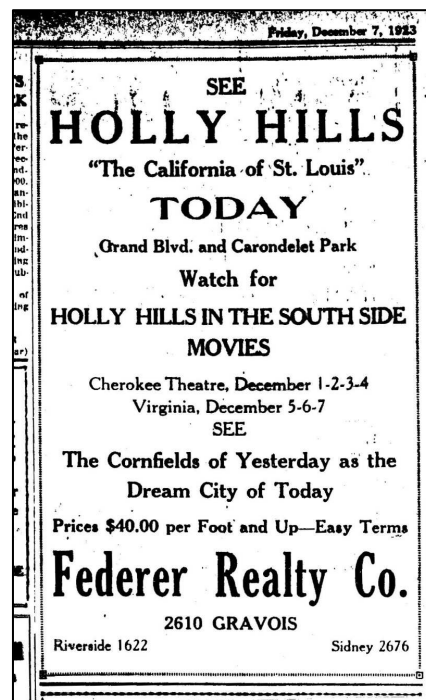 Friday, December 7, 1923
SEE
HOLLY HILLS
"The California of St. Louis"
TODAY
Grand Blvd. and Carondelet Park
Watch for
HOLLY HILLS IN THE SOUTH SIDE
MOVIES
Cherokee Theatre, December 1-2-3-4
Virginia, December 5-6-7
SEE
The Cornfields of Yesterday as the
Dream City of Today
Prices $40.00 per Foot and Up—Easy Terms
Federer Realty Co.
2610 GRAVOIS
Riverside 1622 Sidney 2676